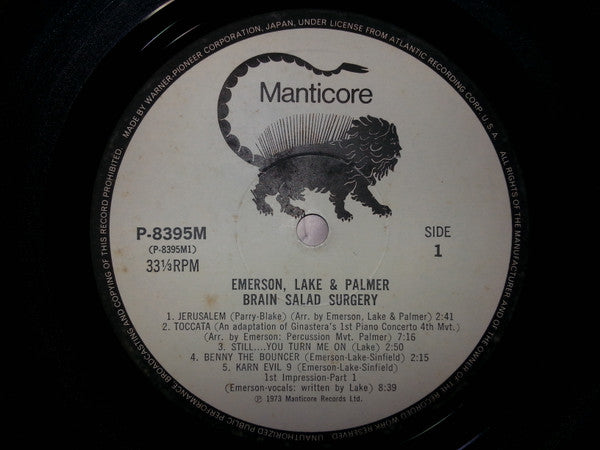 MADE BY WARNER-PIONEER CORPORATION, JAPAN, UNDER LICENSE FROM ATLANTIC RECORDING CORP. U.S.A.
ALL RIGHTS OF THE MANUFACTURER AND OF THE OWNER OF THE RECORDED WORK RESERVED. UNAUTHORIZED PUBLIC PERFORMANCE BROADCASTING AND COPYING OF THIS RECORD PROHIBITED.
Manticore
P-8395M
(P-8395M1)
33⅓RPM
SIDE
1
EMERSON, LAKE & PALMER
BRAIN SALAD SURGERY
1. JERUSALEM (Parry-Blake) (Arr. by Emerson, Lake & Palmer) 2:41
2. TOCCATA (An adaptation of Ginastera's 1st Piano Concerto 4th Mvt.)
(Arr. by Emerson: Percussion Mvt. Palmer) 7:16
3. STILL....YOU TURN ME ON (Lake) 2:50
4. BENNY THE BOUNCER (Emerson-Lake-Sinfield) 2:15
5. KARN EVIL 9 (Emerson-Lake-Sinfield)
1st Impression-Part 1
(Emerson-vocals: written by Lake) 8:39
℗ 1973 Manticore Records Ltd.